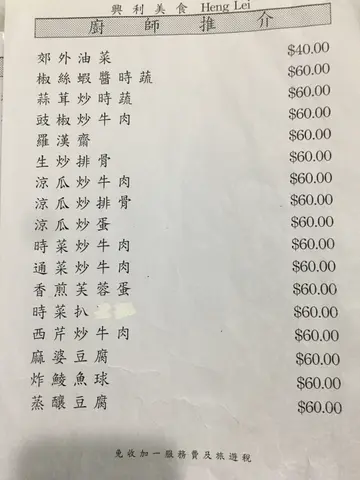 興利美食 Heng Lei
廚師推介
郊外油菜 $40.00
椒絲蝦醬時蔬 $60.00
蒜茸炒時蔬 $60.00
豉椒炒牛肉 $60.00
羅漢齋 $60.00
生炒排骨 $60.00
涼瓜炒牛肉 $60.00
涼瓜炒排骨 $60.00
涼瓜炒蛋 $60.00
時菜炒牛肉 $60.00
通菜炒牛肉 $60.00
香煎芙蓉蛋 $60.00
時菜扒 $60.00
西芹炒牛肉 $60.00
麻婆豆腐 $60.00
炸鯪魚球 $60.00
蒸釀豆腐 $60.00
免收加一服務費及旅遊稅